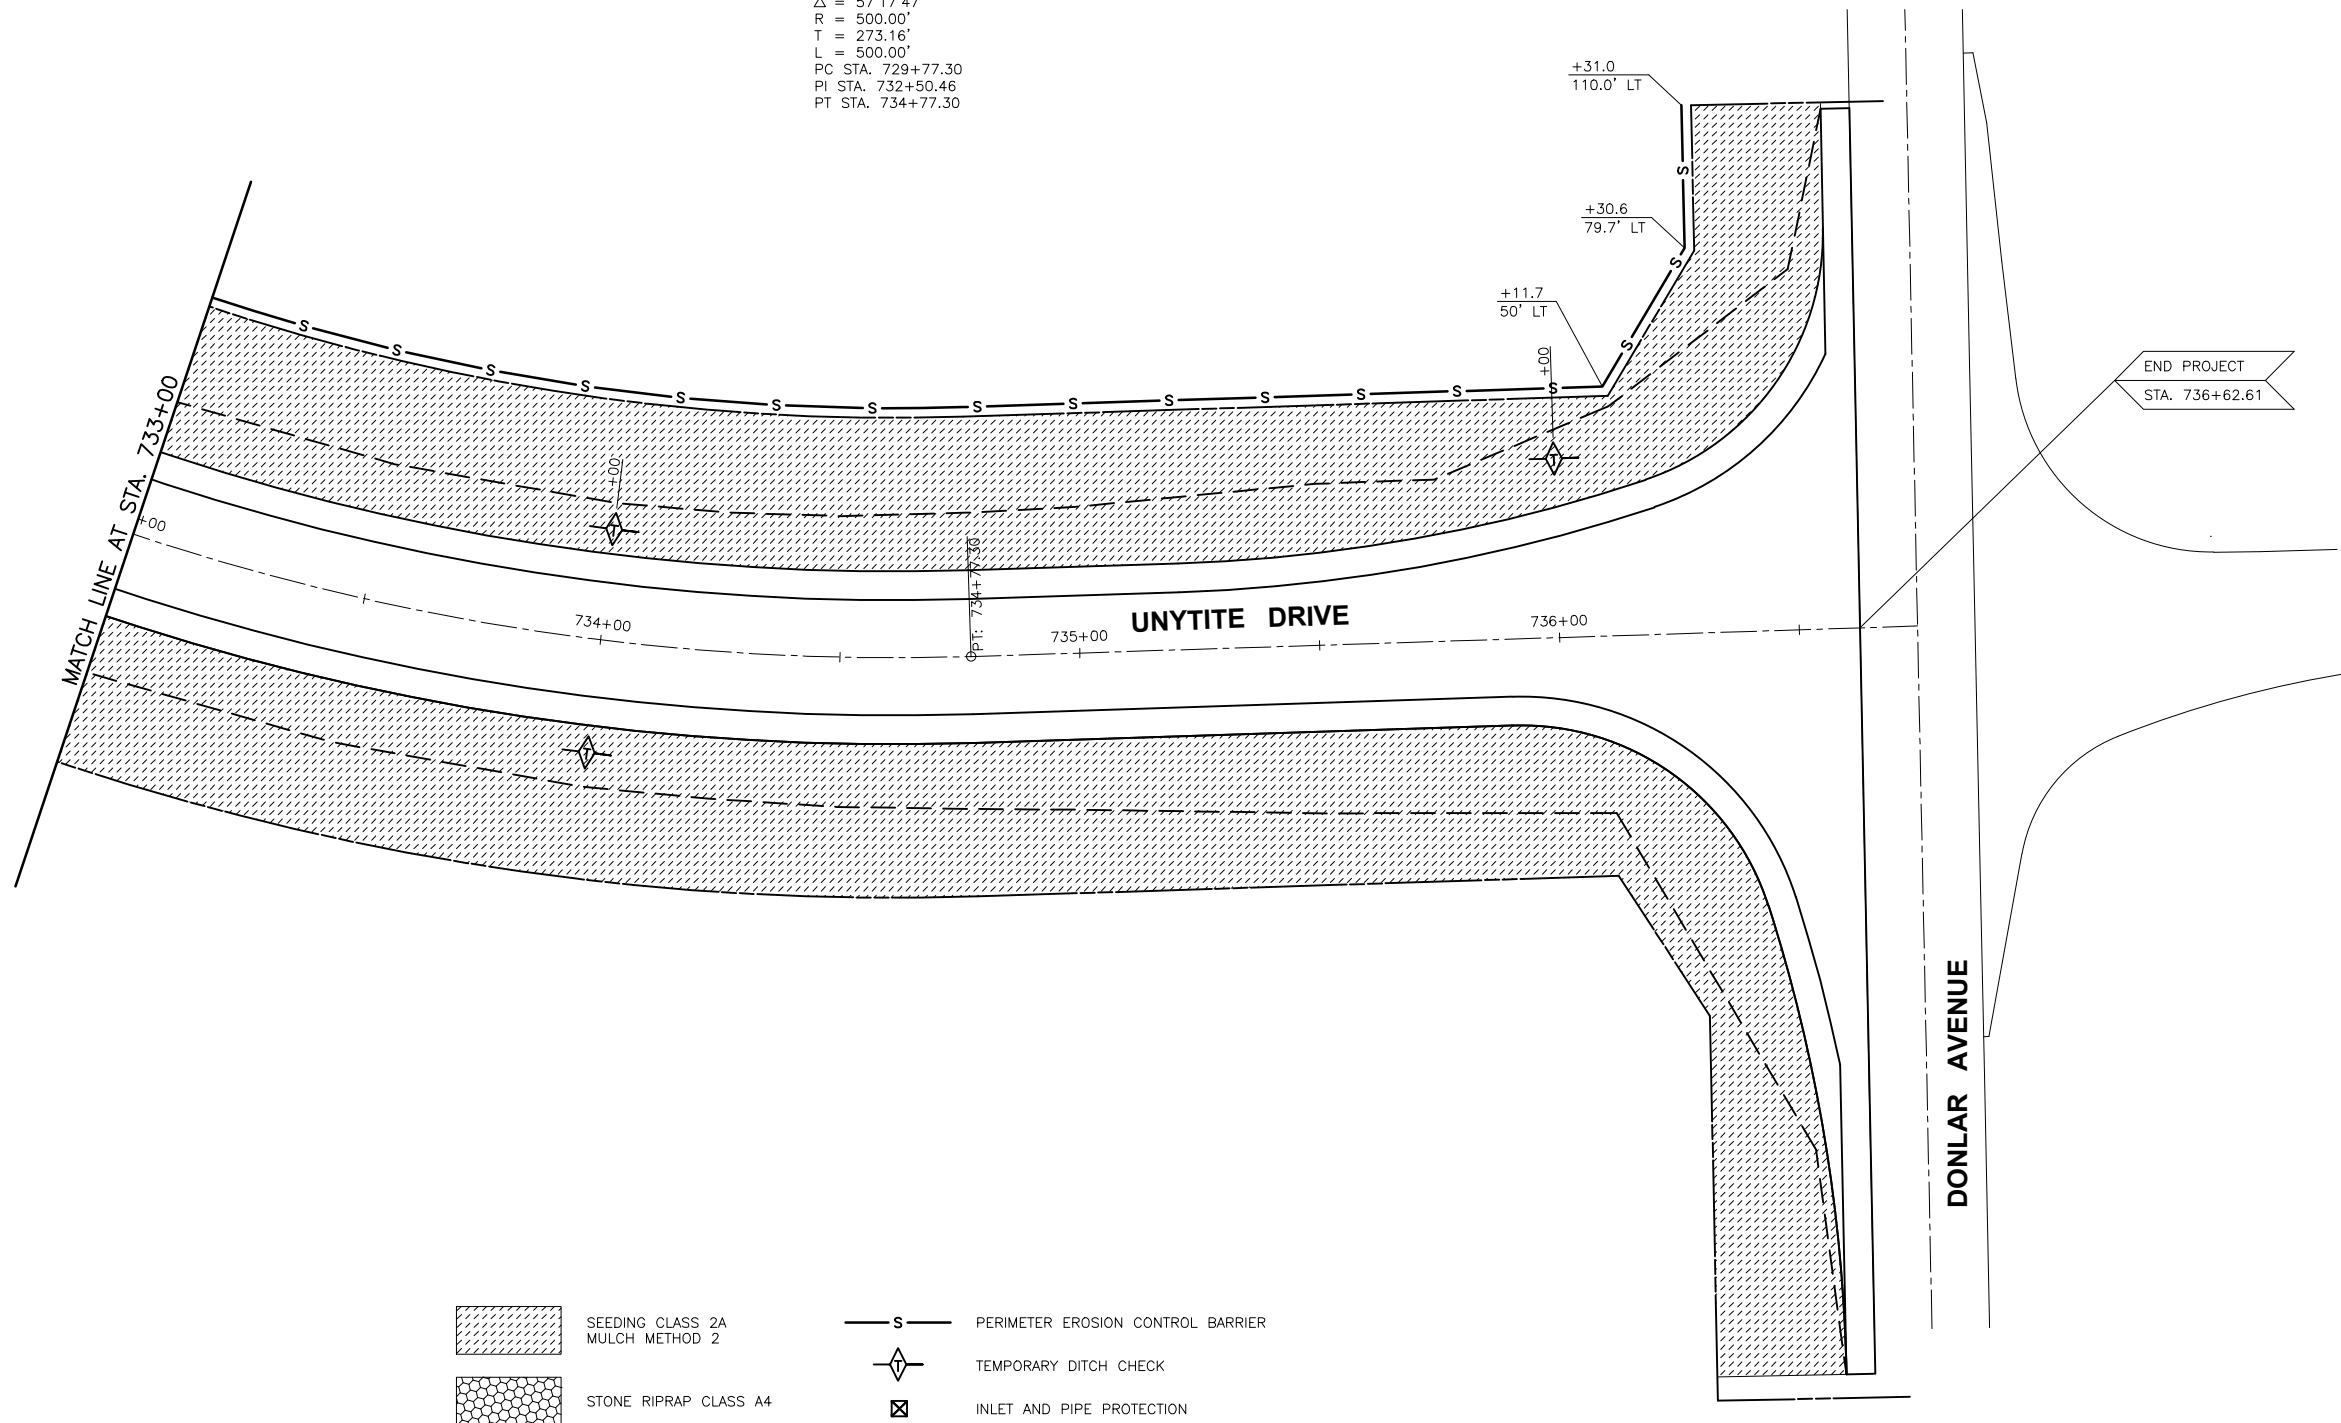 △ = 57°17'47"
R = 500.00'
T = 273.16'
L = 500.00'
PC STA. 729+77.30
PI STA. 732+50.46
PT STA. 734+77.30
+31.0
110.0' LT
+30.6
79.7' LT
+11.7
50' LT
+00
END PROJECT
STA. 736+62.61
MATCH LINE AT STA. 733+00
+00
+00
T
T
T
S S S S S S S S S S S S S S S S S
734+00
PT: 734+77.30
735+00
UNYTITE DRIVE
736+00
DONLAR AVENUE
SEEDING CLASS 2A
MULCH METHOD 2
S PERIMETER EROSION CONTROL BARRIER
T TEMPORARY DITCH CHECK
STONE RIPRAP CLASS A4
INLET AND PIPE PROTECTION